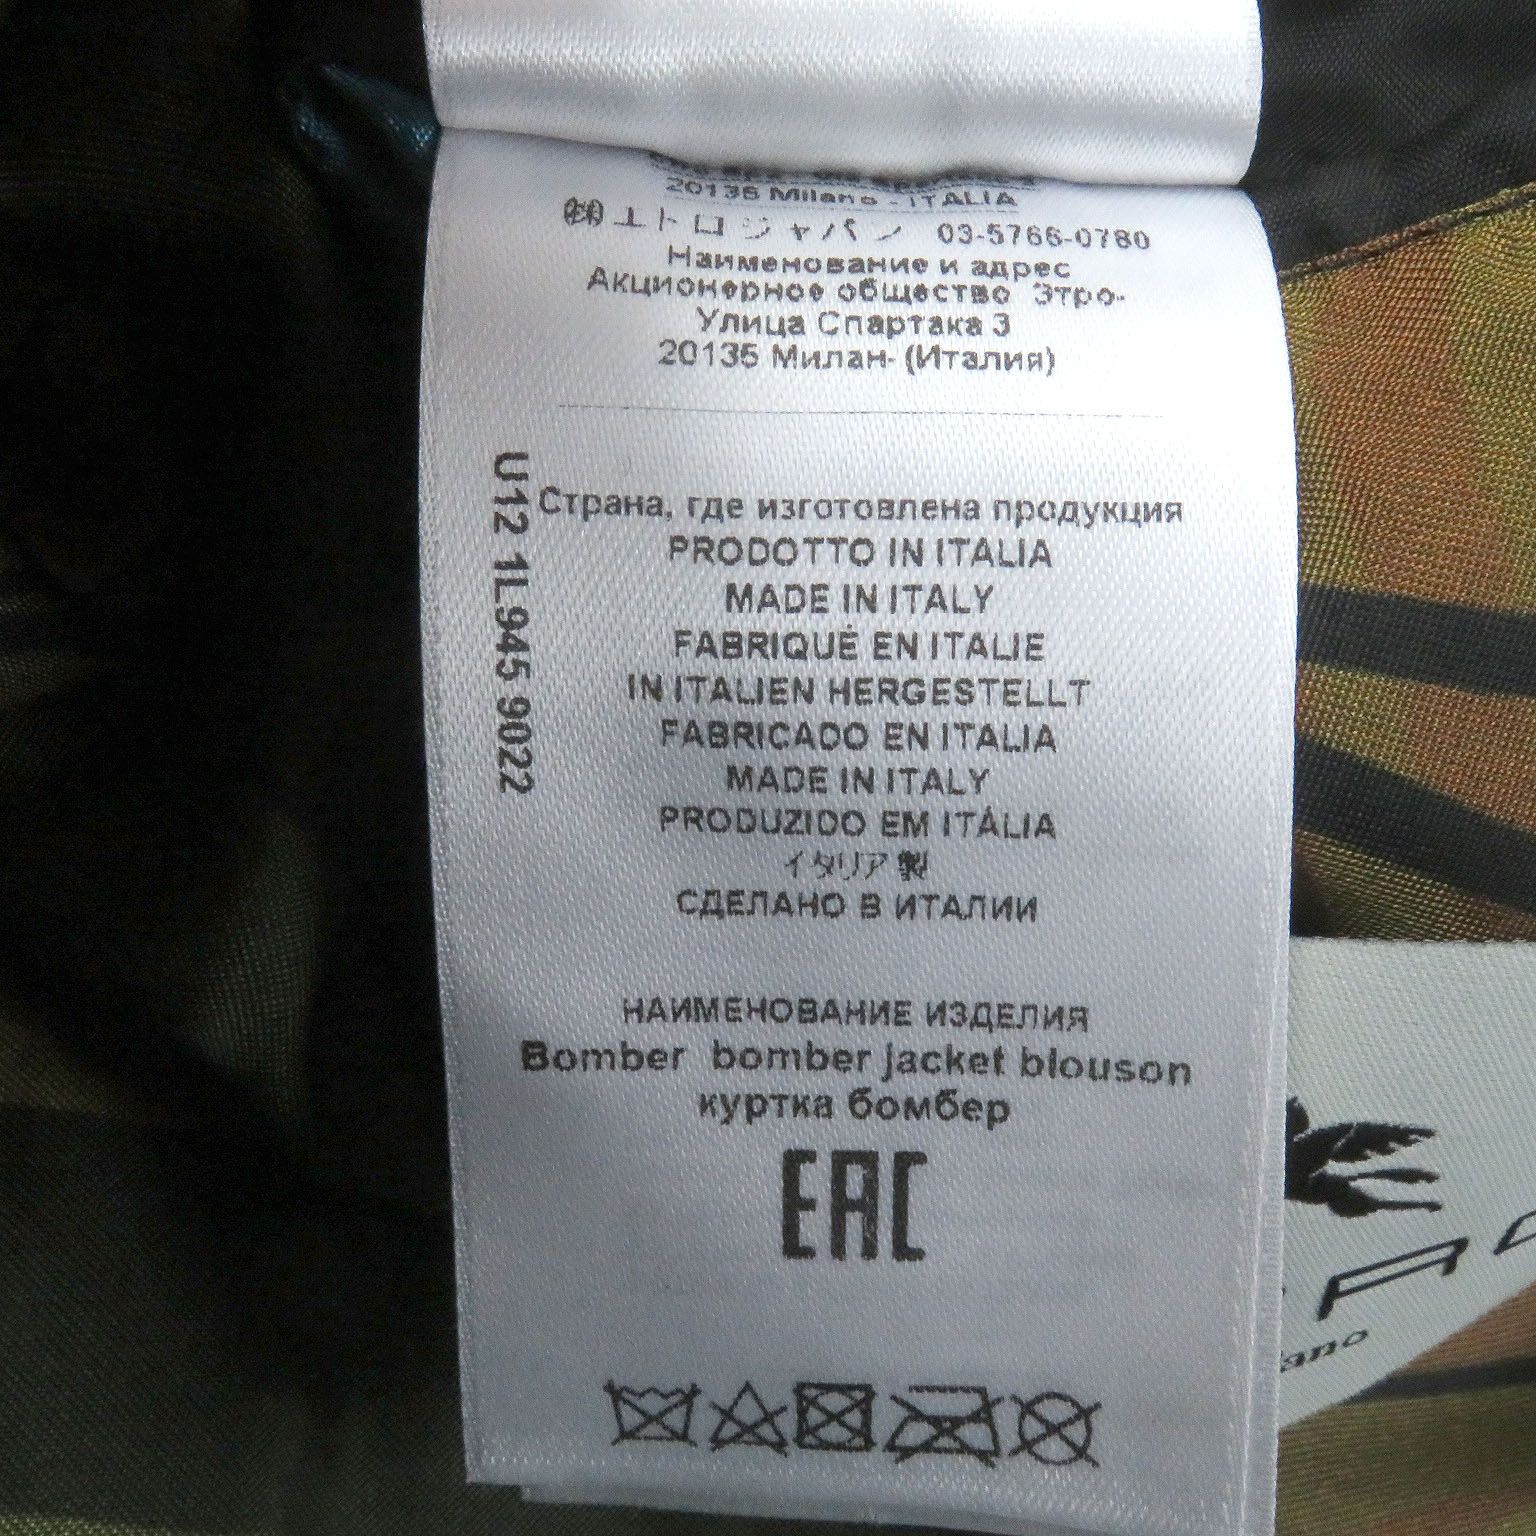 20135 Milano - ITALIA
㈱エトロジャパン 03-5766-0780
Наименование и адрес
Акционерное общество Этро-
Улица Спартака 3
20135 Милан- (Италия)
U12 1L945 9022
Страна, где изготовлена продукция
PRODOTTO IN ITALIA
MADE IN ITALY
FABRIQUÉ EN ITALIE
IN ITALIEN HERGESTELLT
FABRICADO EN ITALIA
MADE IN ITALY
PRODUZIDO EM ITÁLIA
イタリア製
СДЕЛАНО В ИТАЛИИ
НАИМЕНОВАНИЕ ИЗДЕЛИЯ
Bomber bomber jacket blouson
куртка бомбер
EAC